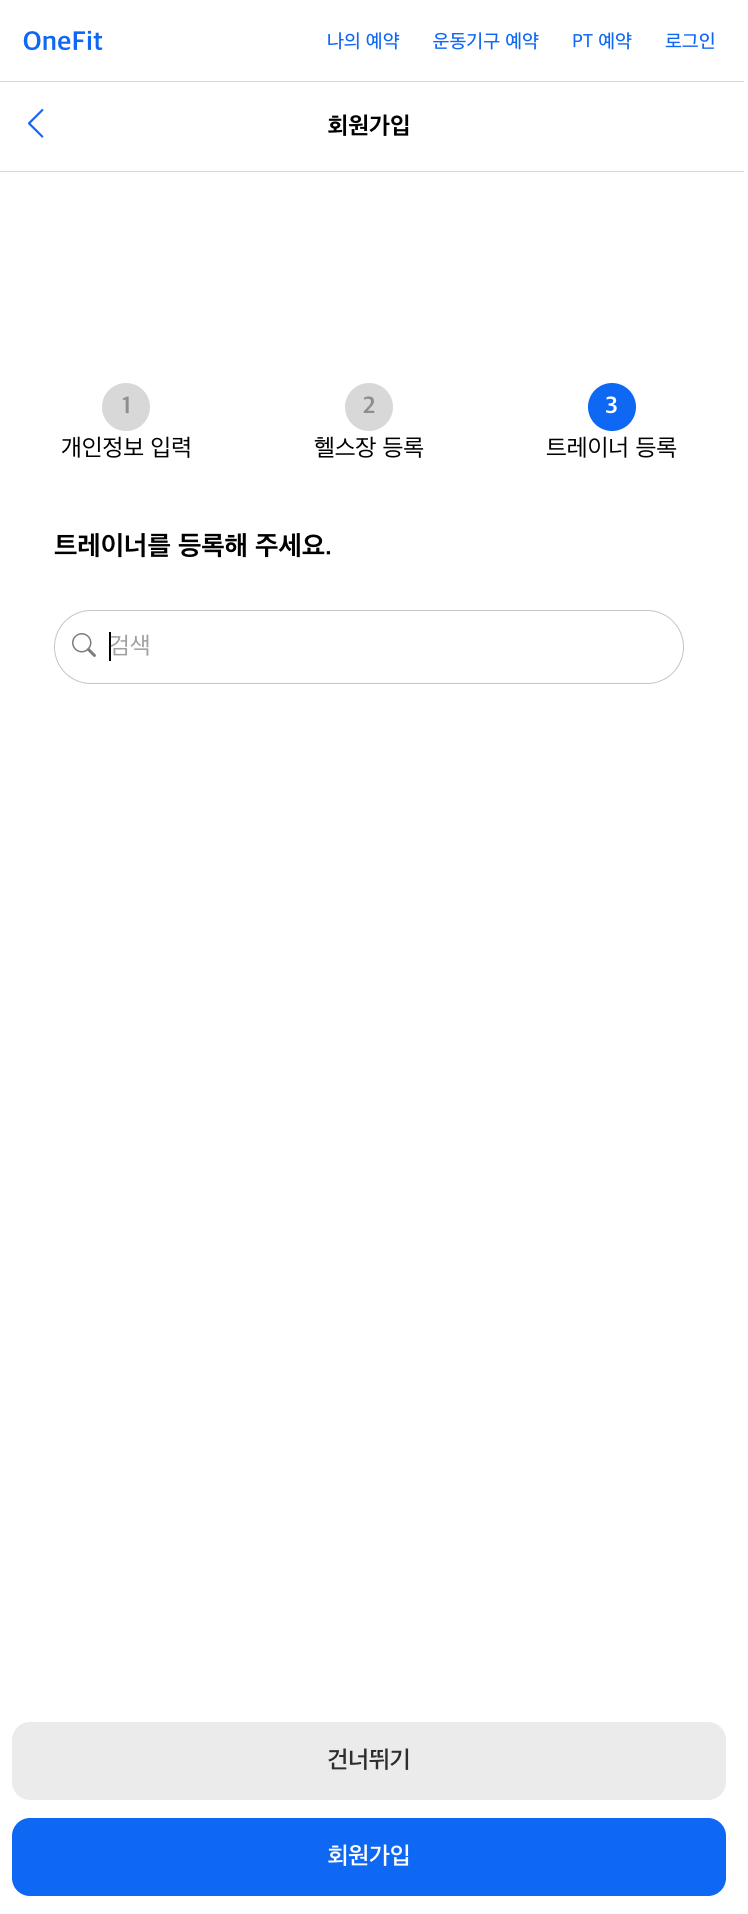 OneFit 나의 예약 운동기구 예약 PT 예약 로그인
회원가입
1 2 3
개인정보 입력 헬스장 등록 트레이너 등록
트레이너를 등록해 주세요.
검색
건너뛰기
회원가입